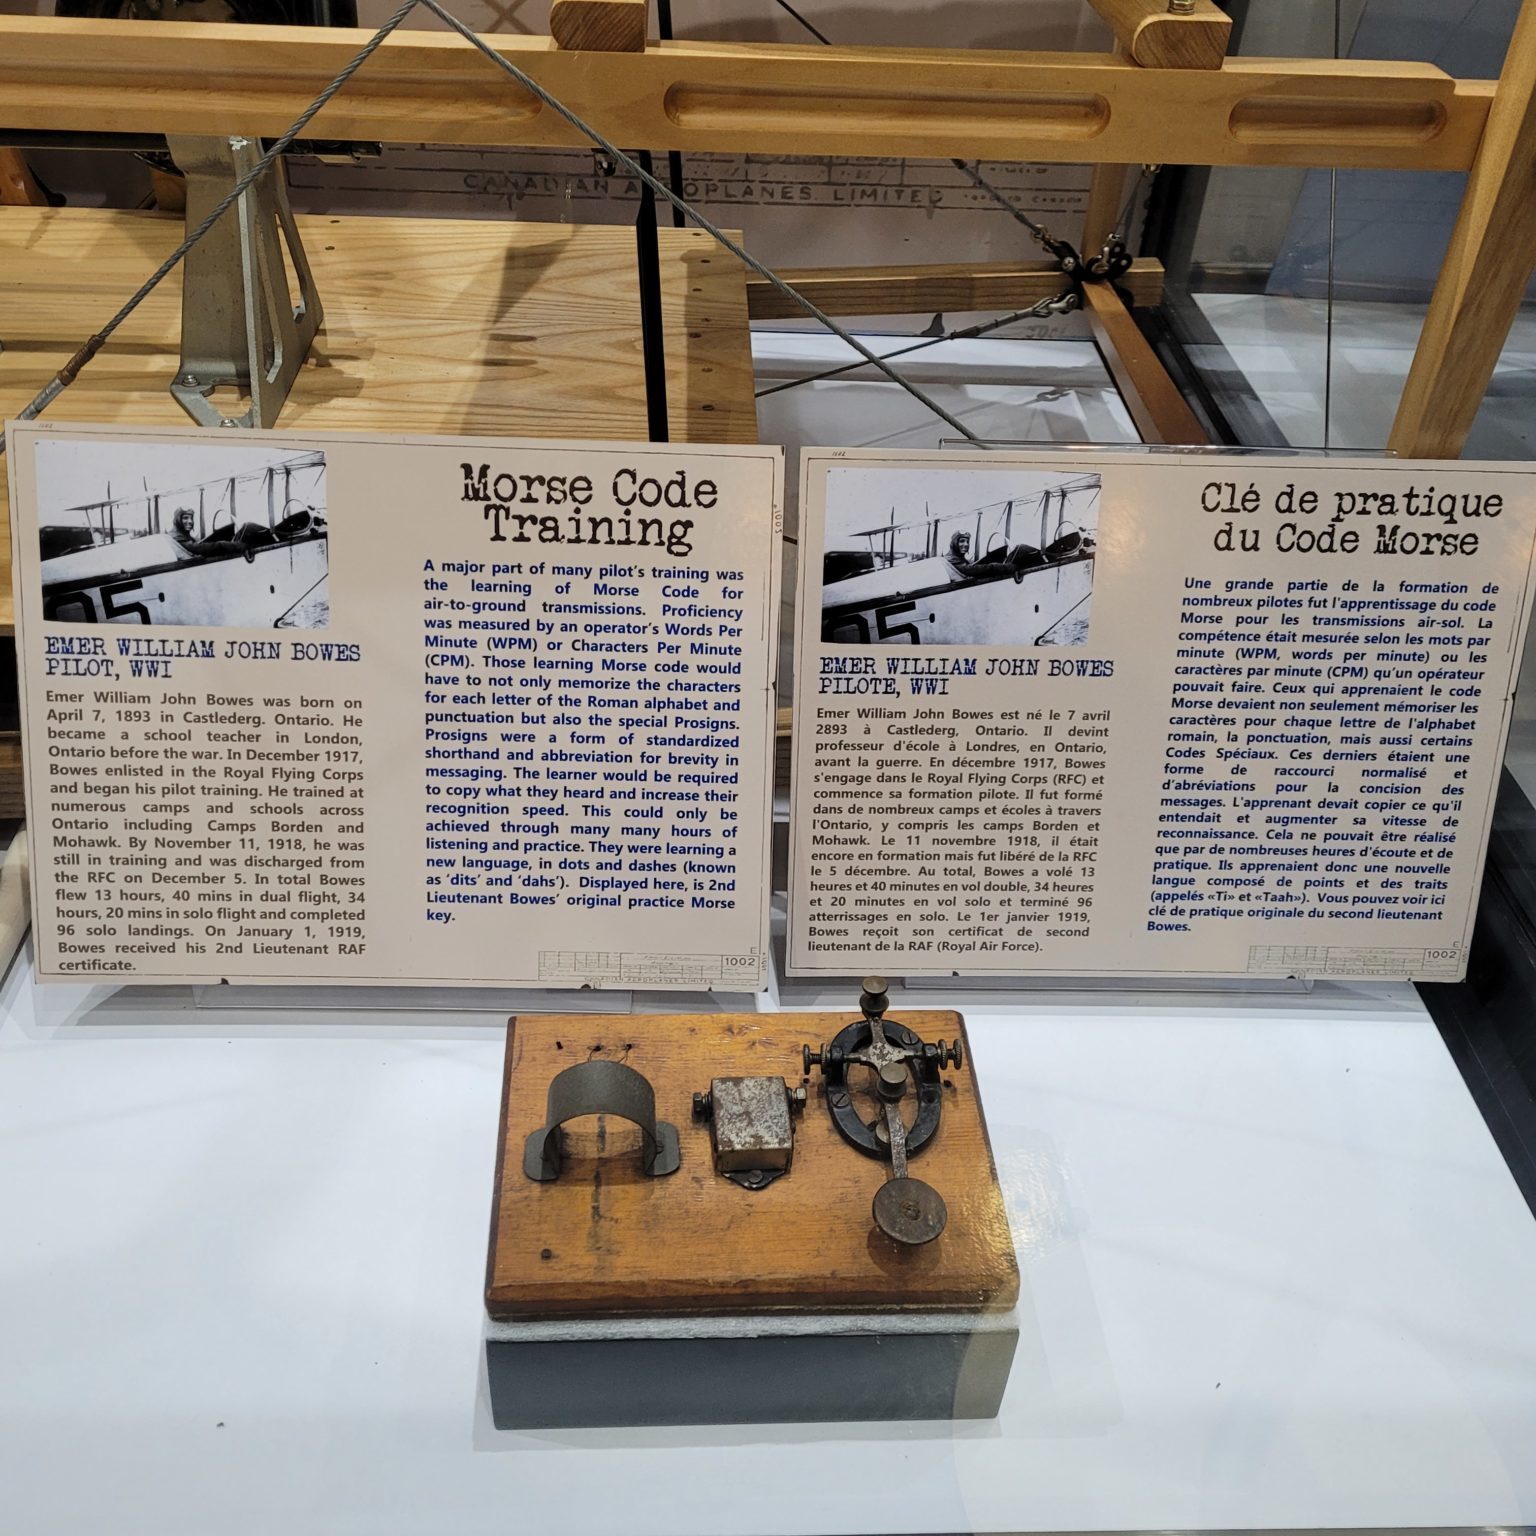 CANADIAN AEROPLANES LIMITED
1002
Morse Code
Training
A major part of many pilot's training was
the learning of Morse Code for
air-to-ground transmissions. Proficiency
was measured by an operator's Words Per
Minute (WPM) or Characters Per Minute
(CPM). Those learning Morse code would
have to not only memorize the characters
for each letter of the Roman alphabet and
punctuation but also the special Prosigns.
Prosigns were a form of standardized
shorthand and abbreviation for brevity in
messaging. The learner would be required
to copy what they heard and increase their
recognition speed. This could only be
achieved through many many hours of
listening and practice. They were learning a
new language, in dots and dashes (known
as 'dits' and 'dahs'). Displayed here, is 2nd
Lieutenant Bowes' original practice Morse
key.
EMER WILLIAM JOHN BOWES
PILOT, WWI
Emer William John Bowes was born on
April 7, 1893 in Castlederg. Ontario. He
became a school teacher in London,
Ontario before the war. In December 1917,
Bowes enlisted in the Royal Flying Corps
and began his pilot training. He trained at
numerous camps and schools across
Ontario including Camps Borden and
Mohawk. By November 11, 1918, he was
still in training and was discharged from
the RFC on December 5. In total Bowes
flew 13 hours, 40 mins in dual flight, 34
hours, 20 mins in solo flight and completed
96 solo landings. On January 1, 1919,
Bowes received his 2nd Lieutenant RAF
certificate.
E
1002
CANADIAN AEROPLANES LIMITED
Clé de pratique
du Code Morse
Une grande partie de la formation de
nombreux pilotes fut l'apprentissage du code
Morse pour les transmissions air-sol. La
compétence était mesurée selon les mots par
minute (WPM, words per minute) ou les
caractères par minute (CPM) qu'un opérateur
pouvait faire. Ceux qui apprenaient le code
Morse devaient non seulement mémoriser les
caractères pour chaque lettre de l'alphabet
romain, la ponctuation, mais aussi certains
Codes Spéciaux. Ces derniers étaient une
forme de raccourci normalisé et
d'abréviations pour la concision des
messages. L'apprenant devait copier ce qu'il
entendait et augmenter sa vitesse de
reconnaissance. Cela ne pouvait être réalisé
que par de nombreuses heures d'écoute et de
pratique. Ils apprenaient donc une nouvelle
langue composé de points et des traits
(appelés «Ti» et «Taah»). Vous pouvez voir ici
clé de pratique originale du second lieutenant
Bowes.
EMER WILLIAM JOHN BOWES
PILOTE, WWI
Emer William John Bowes est né le 7 avril
2893 à Castlederg, Ontario. Il devint
professeur d'école à Londres, en Ontario,
avant la guerre. En décembre 1917, Bowes
s'engage dans le Royal Flying Corps (RFC) et
commence sa formation pilote. Il fut formé
dans de nombreux camps et écoles à travers
l'Ontario, y compris les camps Borden et
Mohawk. Le 11 novembre 1918, il était
encore en formation mais fut libéré de la RFC
le 5 décembre. Au total, Bowes a volé 13
heures et 40 minutes en vol double, 34 heures
et 20 minutes en vol solo et terminé 96
atterrissages en solo. Le 1er janvier 1919,
Bowes reçoit son certificat de second
lieutenant de la RAF (Royal Air Force).
E
1002